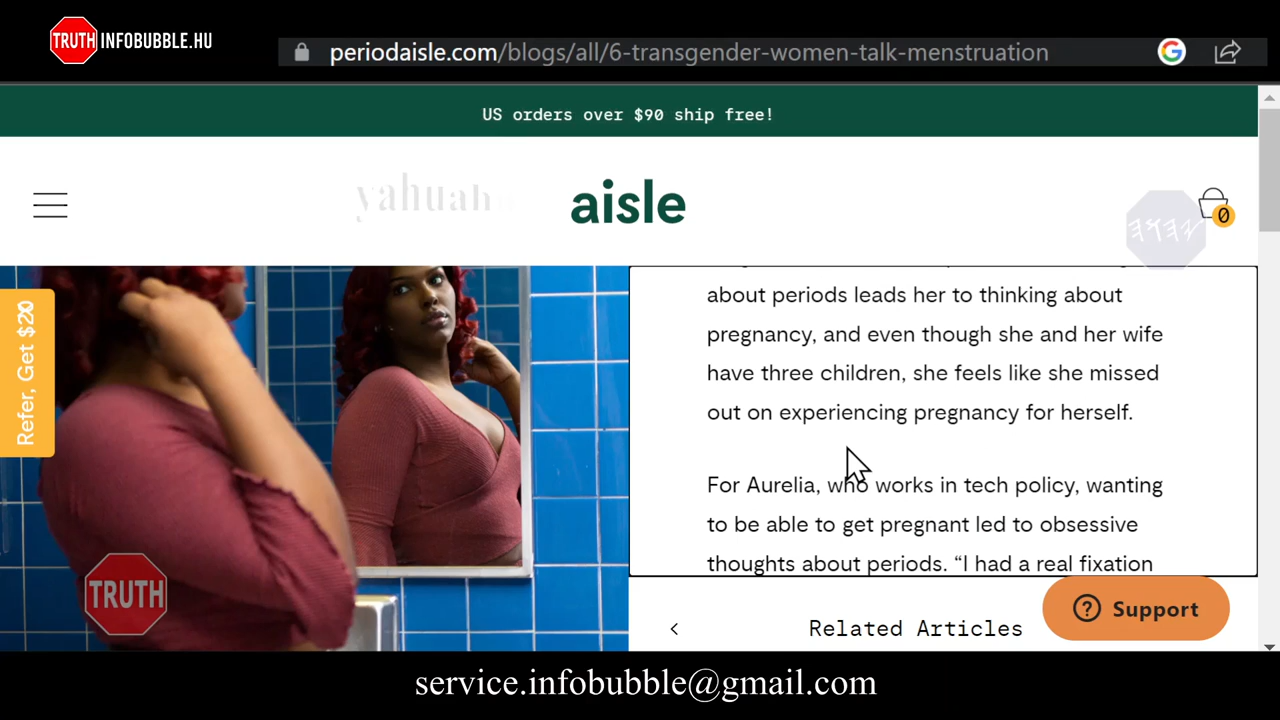 TRUTH INFOBUBBLE.HU
periodaisle.com/blogs/all/6-transgender-women-talk-menstruation
US orders over $90 ship free!
yahuah
aisle
0
Refer, Get $20
about periods leads her to thinking about
pregnancy, and even though she and her wife
have three children, she feels like she missed
out on experiencing pregnancy for herself.
For Aurelia, who works in tech policy, wanting
to be able to get pregnant led to obsessive
thoughts about periods. “I had a real fixation
TRUTH
Support
Related Articles
service.infobubble@gmail.com